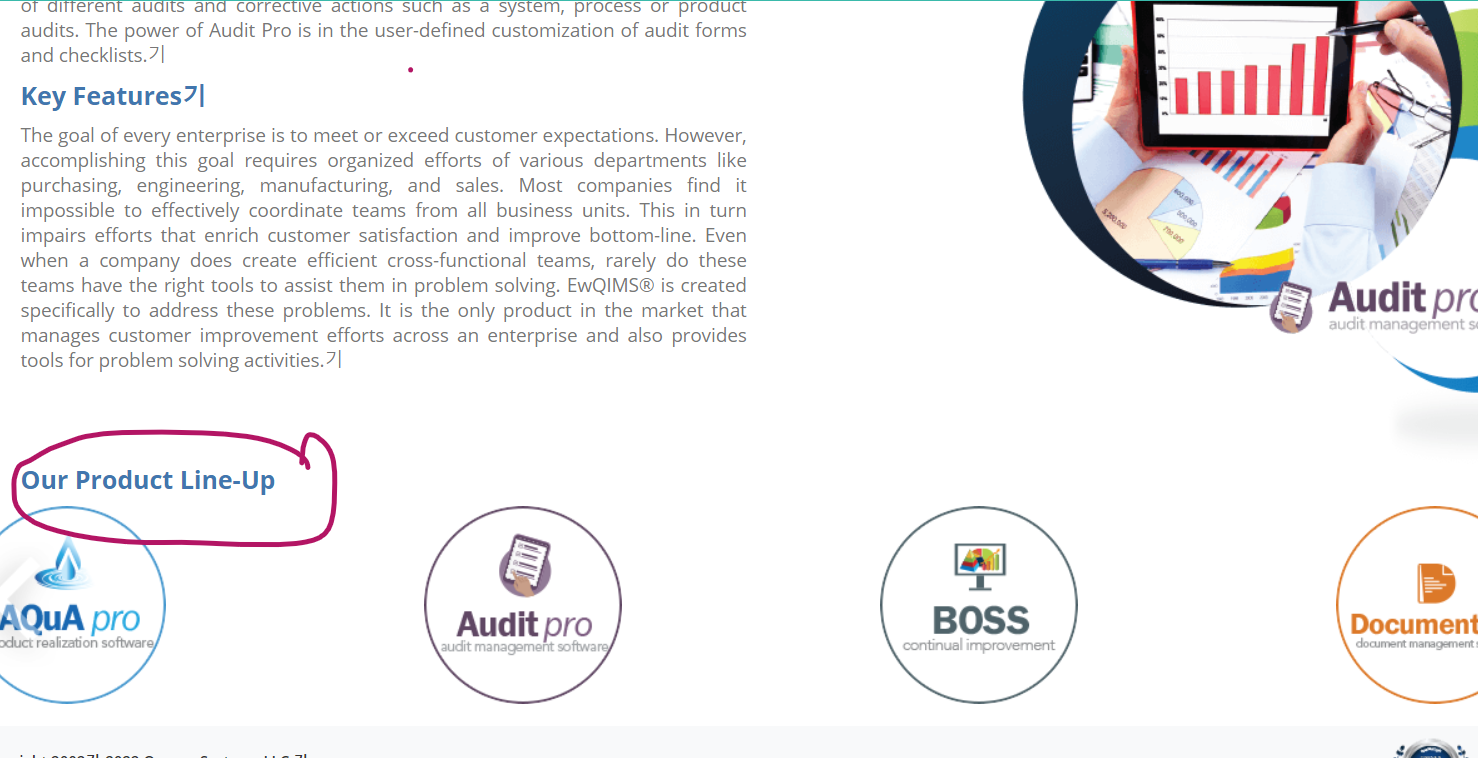 of different audits and corrective actions such as a system, process or product
audits. The power of Audit Pro is in the user-defined customization of audit forms
and checklists.기
Key Features기
The goal of every enterprise is to meet or exceed customer expectations. However,
accomplishing this goal requires organized efforts of various departments like
purchasing, engineering, manufacturing, and sales. Most companies find it
impossible to effectively coordinate teams from all business units. This in turn
impairs efforts that enrich customer satisfaction and improve bottom-line. Even
when a company does create efficient cross-functional teams, rarely do these
teams have the right tools to assist them in problem solving. EwQIMS® is created
specifically to address these problems. It is the only product in the market that
manages customer improvement efforts across an enterprise and also provides
tools for problem solving activities.기
Audit pro
audit management
Our Product Line-Up
AQuA pro
realization software
Audit pro
audit management software
BOSS
continual improvement
Document
document management